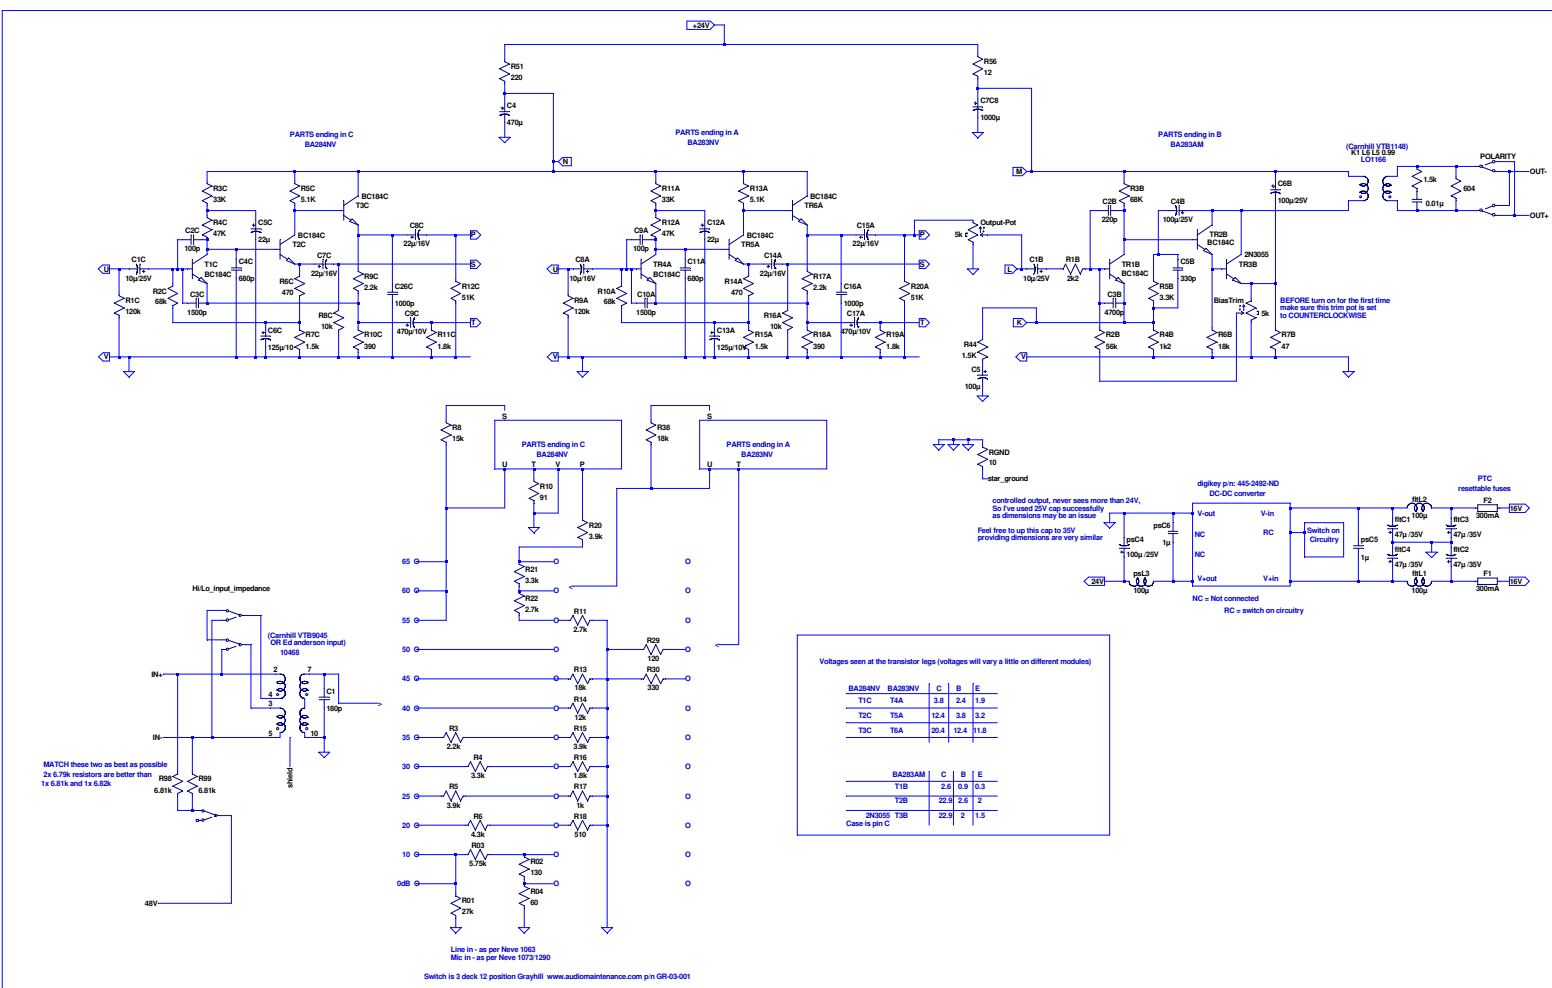 +24V
R51
220
C4
470µ
R56
12
C7C8
1000µ
PARTS ending in C
BA284NV
PARTS ending in A
BA283NV
PARTS ending in B
BA283AM
(Carnhill VTB1148)
K1 L6 L5 0.99
LO1166
POLARITY
N
M
R3C
33K
R5C
5.1K
BC184C
T3C
R4C
47K
C5C
22µ
C2C
100p
BC184C
T2C
C8C
22µ/16V
P
C1C
10µ/25V
T1C
BC184C
C4C
680p
C7C
22µ/16V
S
U
R1C
120k
R2C
68k
C3C
1500p
R6C
470
R9C
2.2k
C26C
1000p
R12C
51K
R8C
10k
C9C
470µ/10V
T
C6C
125µ/10
R7C
1.5k
R10C
390
R11C
1.8k
V
R11A
33K
R13A
5.1K
BC184C
TR6A
R12A
47K
C12A
22µ
C9A
100p
BC184C
TR5A
C15A
22µ/16V
P
C8A
10µ/16V
TR4A
BC184C
C11A
680p
C14A
22µ/16V
S
U
R9A
120k
R10A
68k
C10A
1500p
R14A
470
R17A
2.2k
C16A
1000p
R20A
51K
R16A
10k
C17A
470µ/10V
T
C13A
125µ/10V
R15A
1.5k
R18A
390
R19A
1.8k
V
Output-Pot
5k
R3B
68K
C2B
220p
C4B
100µ/25V
C6B
100µ/25V
1.5k
0.01µ
604
OUT-
OUT+
TR2B
BC184C
2N3055
TR3B
L
C1B
10µ/25V
R1B
2k2
TR1B
BC184C
C5B
330p
R5B
3.3K
C3B
4700p
BiasTrim
5k
BEFORE turn on for the first time
make sure this trim pot is set
to COUNTERCLOCKWISE
K
R2B
56k
R4B
1k2
R6B
18k
R7B
47
V
R44
1.5K
C5
100µ
R8
15k
S
PARTS ending in C
BA284NV
U
T
V
P
R38
18k
S
PARTS ending in A
BA283NV
U
T
R10
91
R20
3.9k
RGND
10
star_ground
digikey p/n: 445-2492-ND
DC-DC converter
PTC
resettable fuses
controlled output, never sees more than 24V,
So I've used 25V cap successfully
as dimensions may be an issue
Feel free to up this cap to 35V
providing dimensions are very similar
psC6
1µ
psC4
100µ /25V
24V
psL3
100µ
V-out
V-in
NC
RC
NC
V+out
V+in
Switch on
Circuitry
psC5
1µ
fltL2
100µ
fltC1
47µ /35V
fltC3
47µ /35V
fltC4
47µ /35V
fltC2
47µ /35V
fltL1
100µ
F2
300mA
16V
F1
300mA
16V
NC = Not connected
RC = switch on circuitry
65
R21
3.3k
60
R22
2.7k
55
R11
2.7k
50
R29
120
45
R13
18k
R30
330
40
R14
12k
35
R3
2.2k
R15
3.9k
30
R4
3.3k
R16
1.8k
25
R5
3.9k
R17
1k
20
R6
4.3k
R18
510
10
R03
5.75k
R02
130
0dB
R01
27k
R04
60
Hi/Lo_input_impedance
(Carnhill VTB9045
OR Ed anderson input)
10468
IN+
2
7
4
3
C1
180p
IN-
5
10
shield
MATCH these two as best as possible
2x 6.79k resistors are better than
1x 6.81k and 1x 6.82k
R98
6.81k
R99
6.81k
48V
Voltages seen at the transistor legs (voltages will vary a little on different modules)
BA284NV BA283NV C B E
T1C T4A 3.8 2.4 1.9
T2C T5A 12.4 3.8 3.2
T3C T6A 20.4 12.4 11.8
BA283AM C B E
T1B 2.6 0.9 0.3
T2B 22.9 2.6 2
2N3055 T3B 22.9 2 1.5
Case is pin C
Line in - as per Neve 1063
Mic in - as per Neve 1073/1290
Switch is 3 deck 12 position Grayhill www.audiomaintenance.com p/n GR-03-001